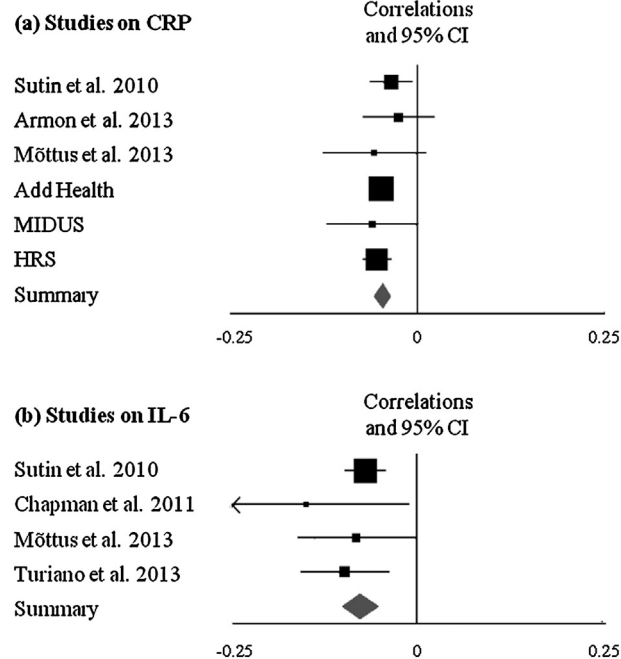 (a) Studies on CRP
Correlations
and 95% CI
Sutin et al. 2010
Armon et al. 2013
Mõttus et al. 2013
Add Health
MIDUS
HRS
Summary
-0.25 0 0.25
(b) Studies on IL-6
Correlations
and 95% CI
Sutin et al. 2010
Chapman et al. 2011
Mõttus et al. 2013
Turiano et al. 2013
Summary
-0.25 0 0.25